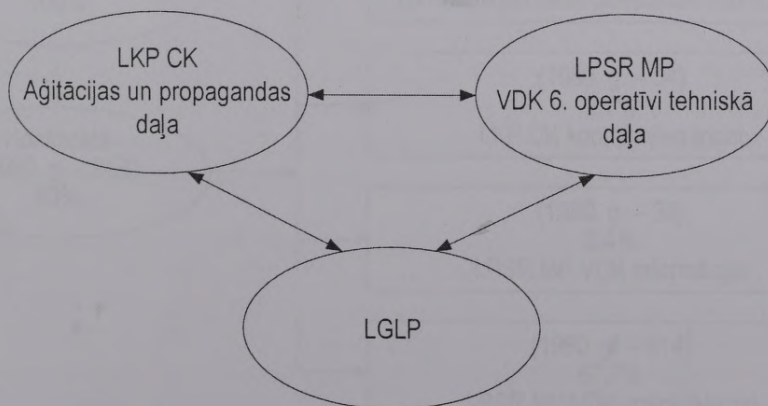 LKP CK
Aģitācijas un propagandas
daļa
LPSR MP
VDK 6. operatīvi tehniskā
daļa
LGLP